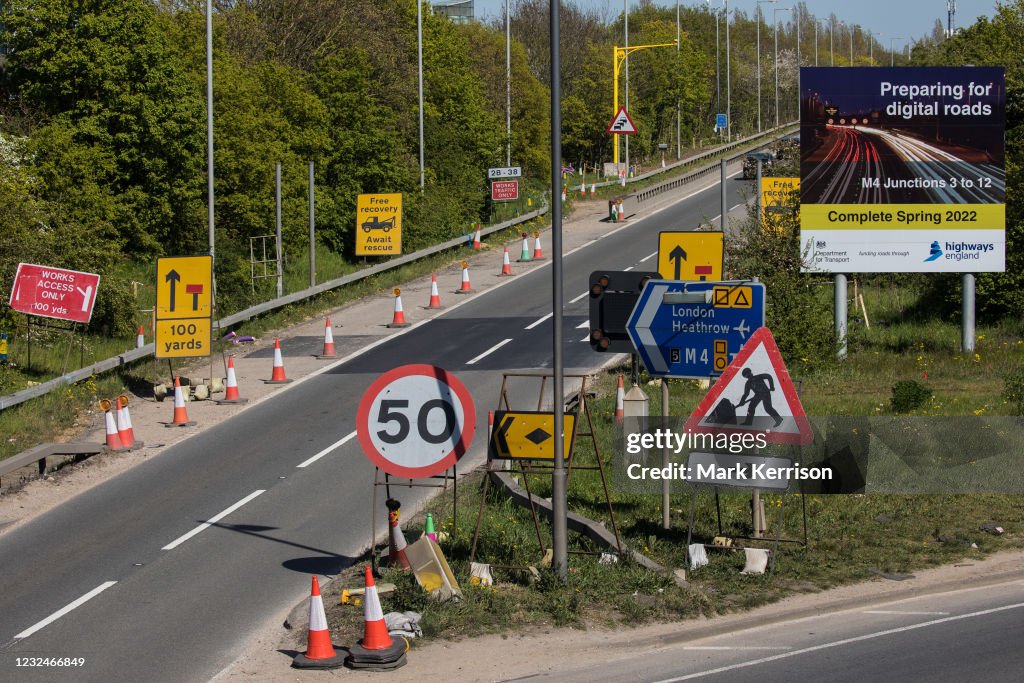 Preparing for
digital roads
M4 Junctions 3 to 12
Complete Spring 2022
Department
for Transport
funding roads through
highways
england
2B - 38
WORKS
TRAFFIC
ONLY
Free
recovery
Await
rescue
WORKS
ACCESS ONLY
100 yds
100
yards
London
Heathrow
5 M4
50
gettyimages
Credit: Mark Kerrison
1232466849